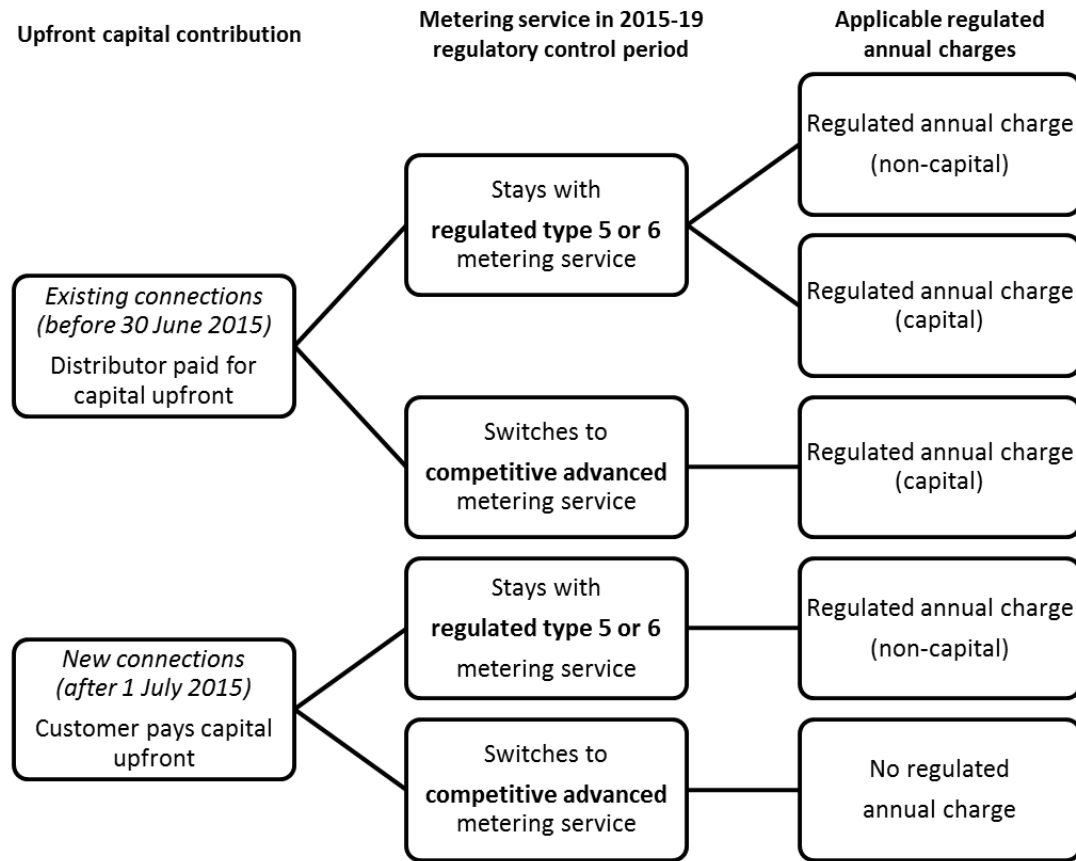 Upfront capital contribution
Metering service in 2015-19
regulatory control period
Applicable regulated
annual charges
Existing connections
(before 30 June 2015)
Distributor paid for
capital upfront
Stays with
regulated type 5 or 6
metering service
Regulated annual charge
(non-capital)
Regulated annual charge
(capital)
Switches to
competitive advanced
metering service
Regulated annual charge
(capital)
New connections
(after 1 July 2015)
Customer pays capital
upfront
Stays with
regulated type 5 or 6
metering service
Regulated annual charge
(non-capital)
Switches to
competitive advanced
metering service
No regulated
annual charge